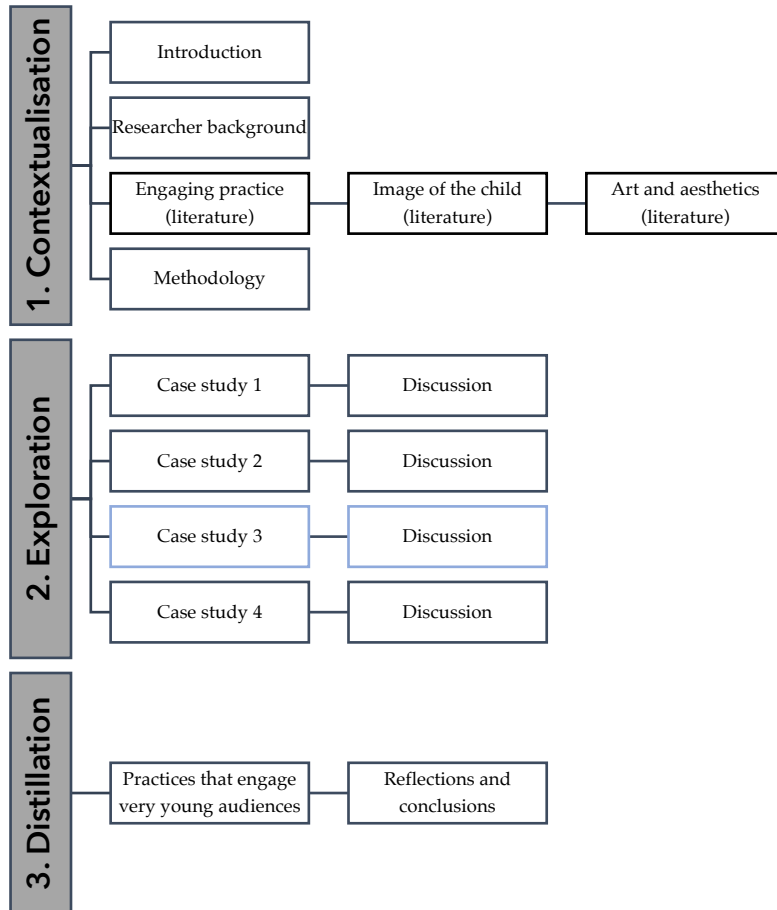 1. Contextualisation
Introduction
Researcher background
Engaging practice
(literature)
Image of the child
(literature)
Art and aesthetics
(literature)
Methodology
2. Exploration
Case study 1
Discussion
Case study 2
Discussion
Case study 3
Discussion
Case study 4
Discussion
3. Distillation
Practices that engage
very young audiences
Reflections and
conclusions